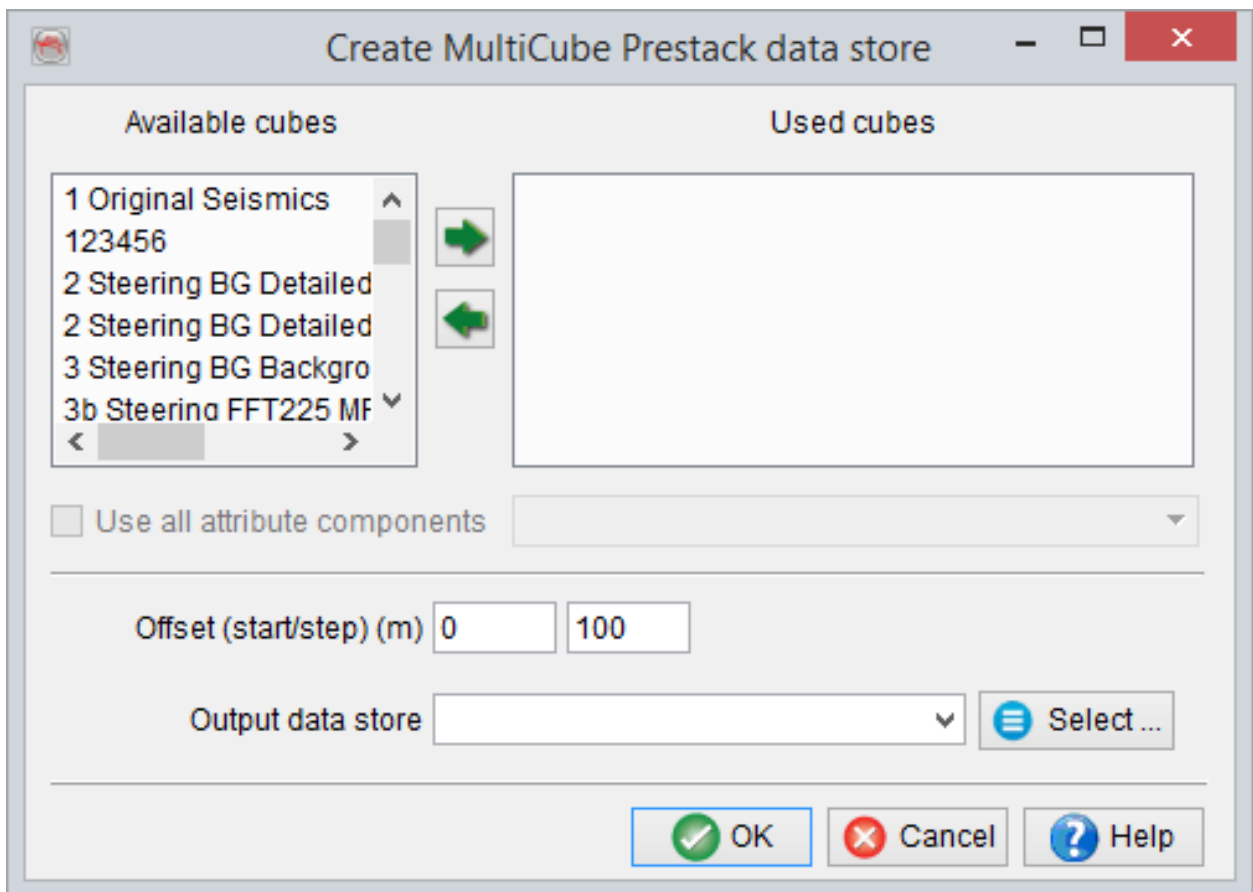 Create MultiCube Prestack data store
Available cubes
Used cubes
1 Original Seismics
123456
2 Steering BG Detailed
2 Steering BG Detailed
3 Steering BG Backgro
3b Steering FFT225 MF
Use all attribute components
Offset (start/step) (m) 0 100
Output data store
Select ...
OK Cancel Help